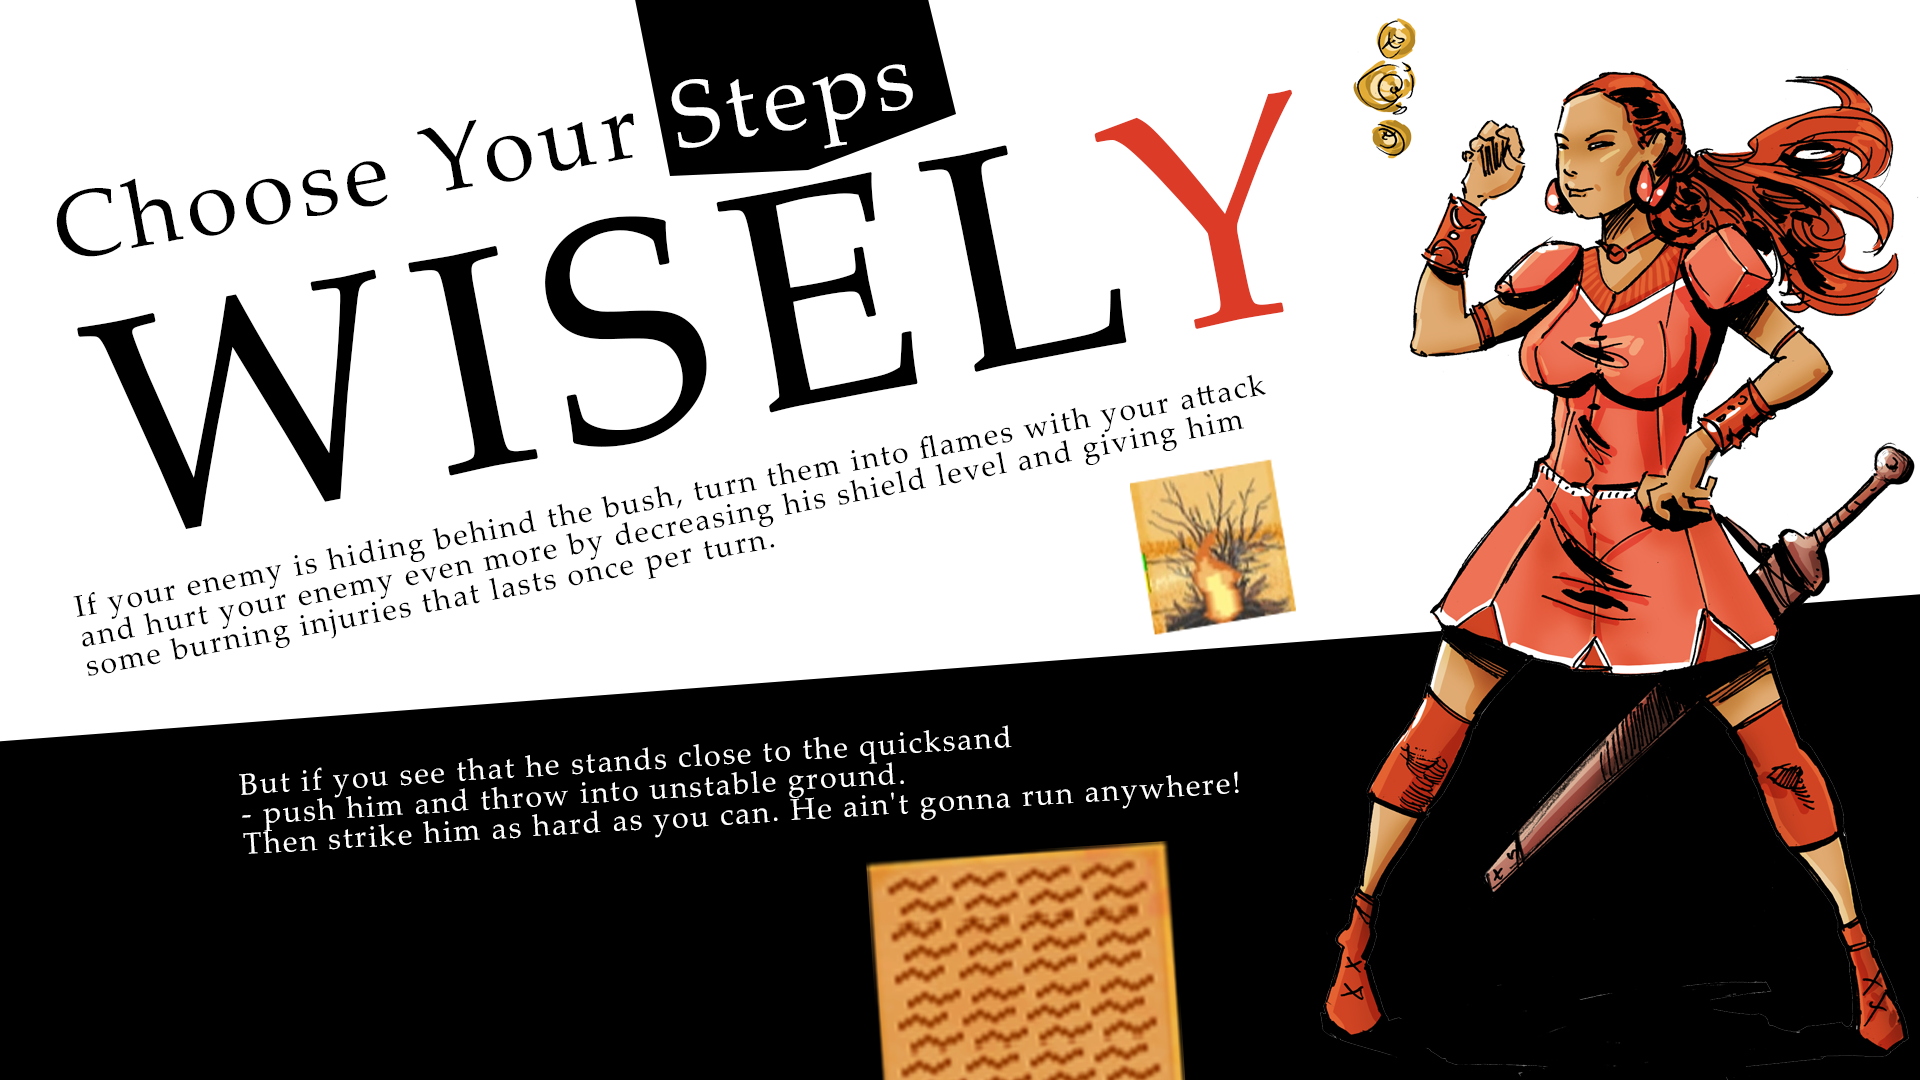 Choose Your Steps
WISELY
If your enemy is hiding behind the bush, turn them into flames with your attack
and hurt your enemy even more by decreasing his shield level and giving him
some burning injuries that lasts once per turn.
But if you see that he stands close to the quicksand
- push him and throw into unstable ground.
Then strike him as hard as you can. He ain't gonna run anywhere!